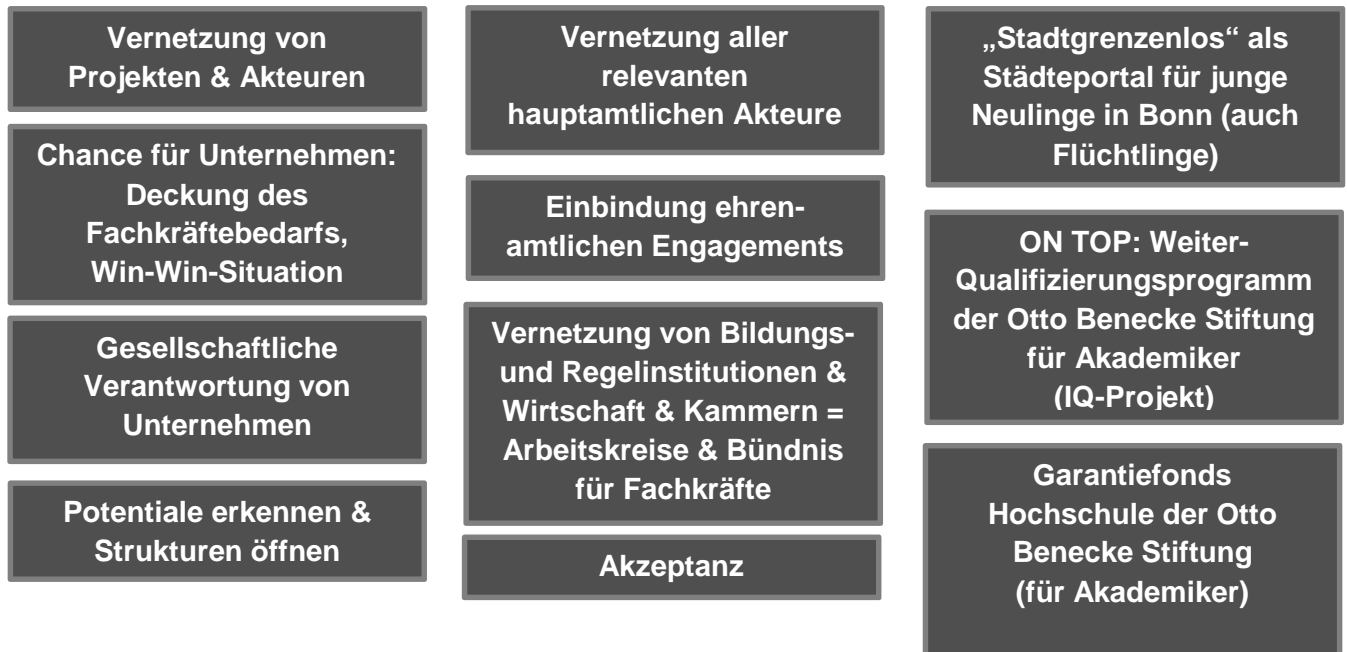 Vernetzung von
Projekten & Akteuren
Chance für Unternehmen:
Deckung des
Fachkräftebedarfs,
Win-Win-Situation
Gesellschaftliche
Verantwortung von
Unternehmen
Potentiale erkennen &
Strukturen öffnen
Vernetzung aller
relevanten
hauptamtlichen Akteure
Einbindung ehren-
amtlichen Engagements
Vernetzung von Bildungs-
und Regelinstitutionen &
Wirtschaft & Kammern =
Arbeitskreise & Bündnis
für Fachkräfte
Akzeptanz
„Stadtgrenzenlos“ als
Städteportal für junge
Neulinge in Bonn (auch
Flüchtlinge)
ON TOP: Weiter-
Qualifizierungsprogramm
der Otto Benecke Stiftung
für Akademiker
(IQ-Projekt)
Garantiefonds
Hochschule der Otto
Benecke Stiftung
(für Akademiker)